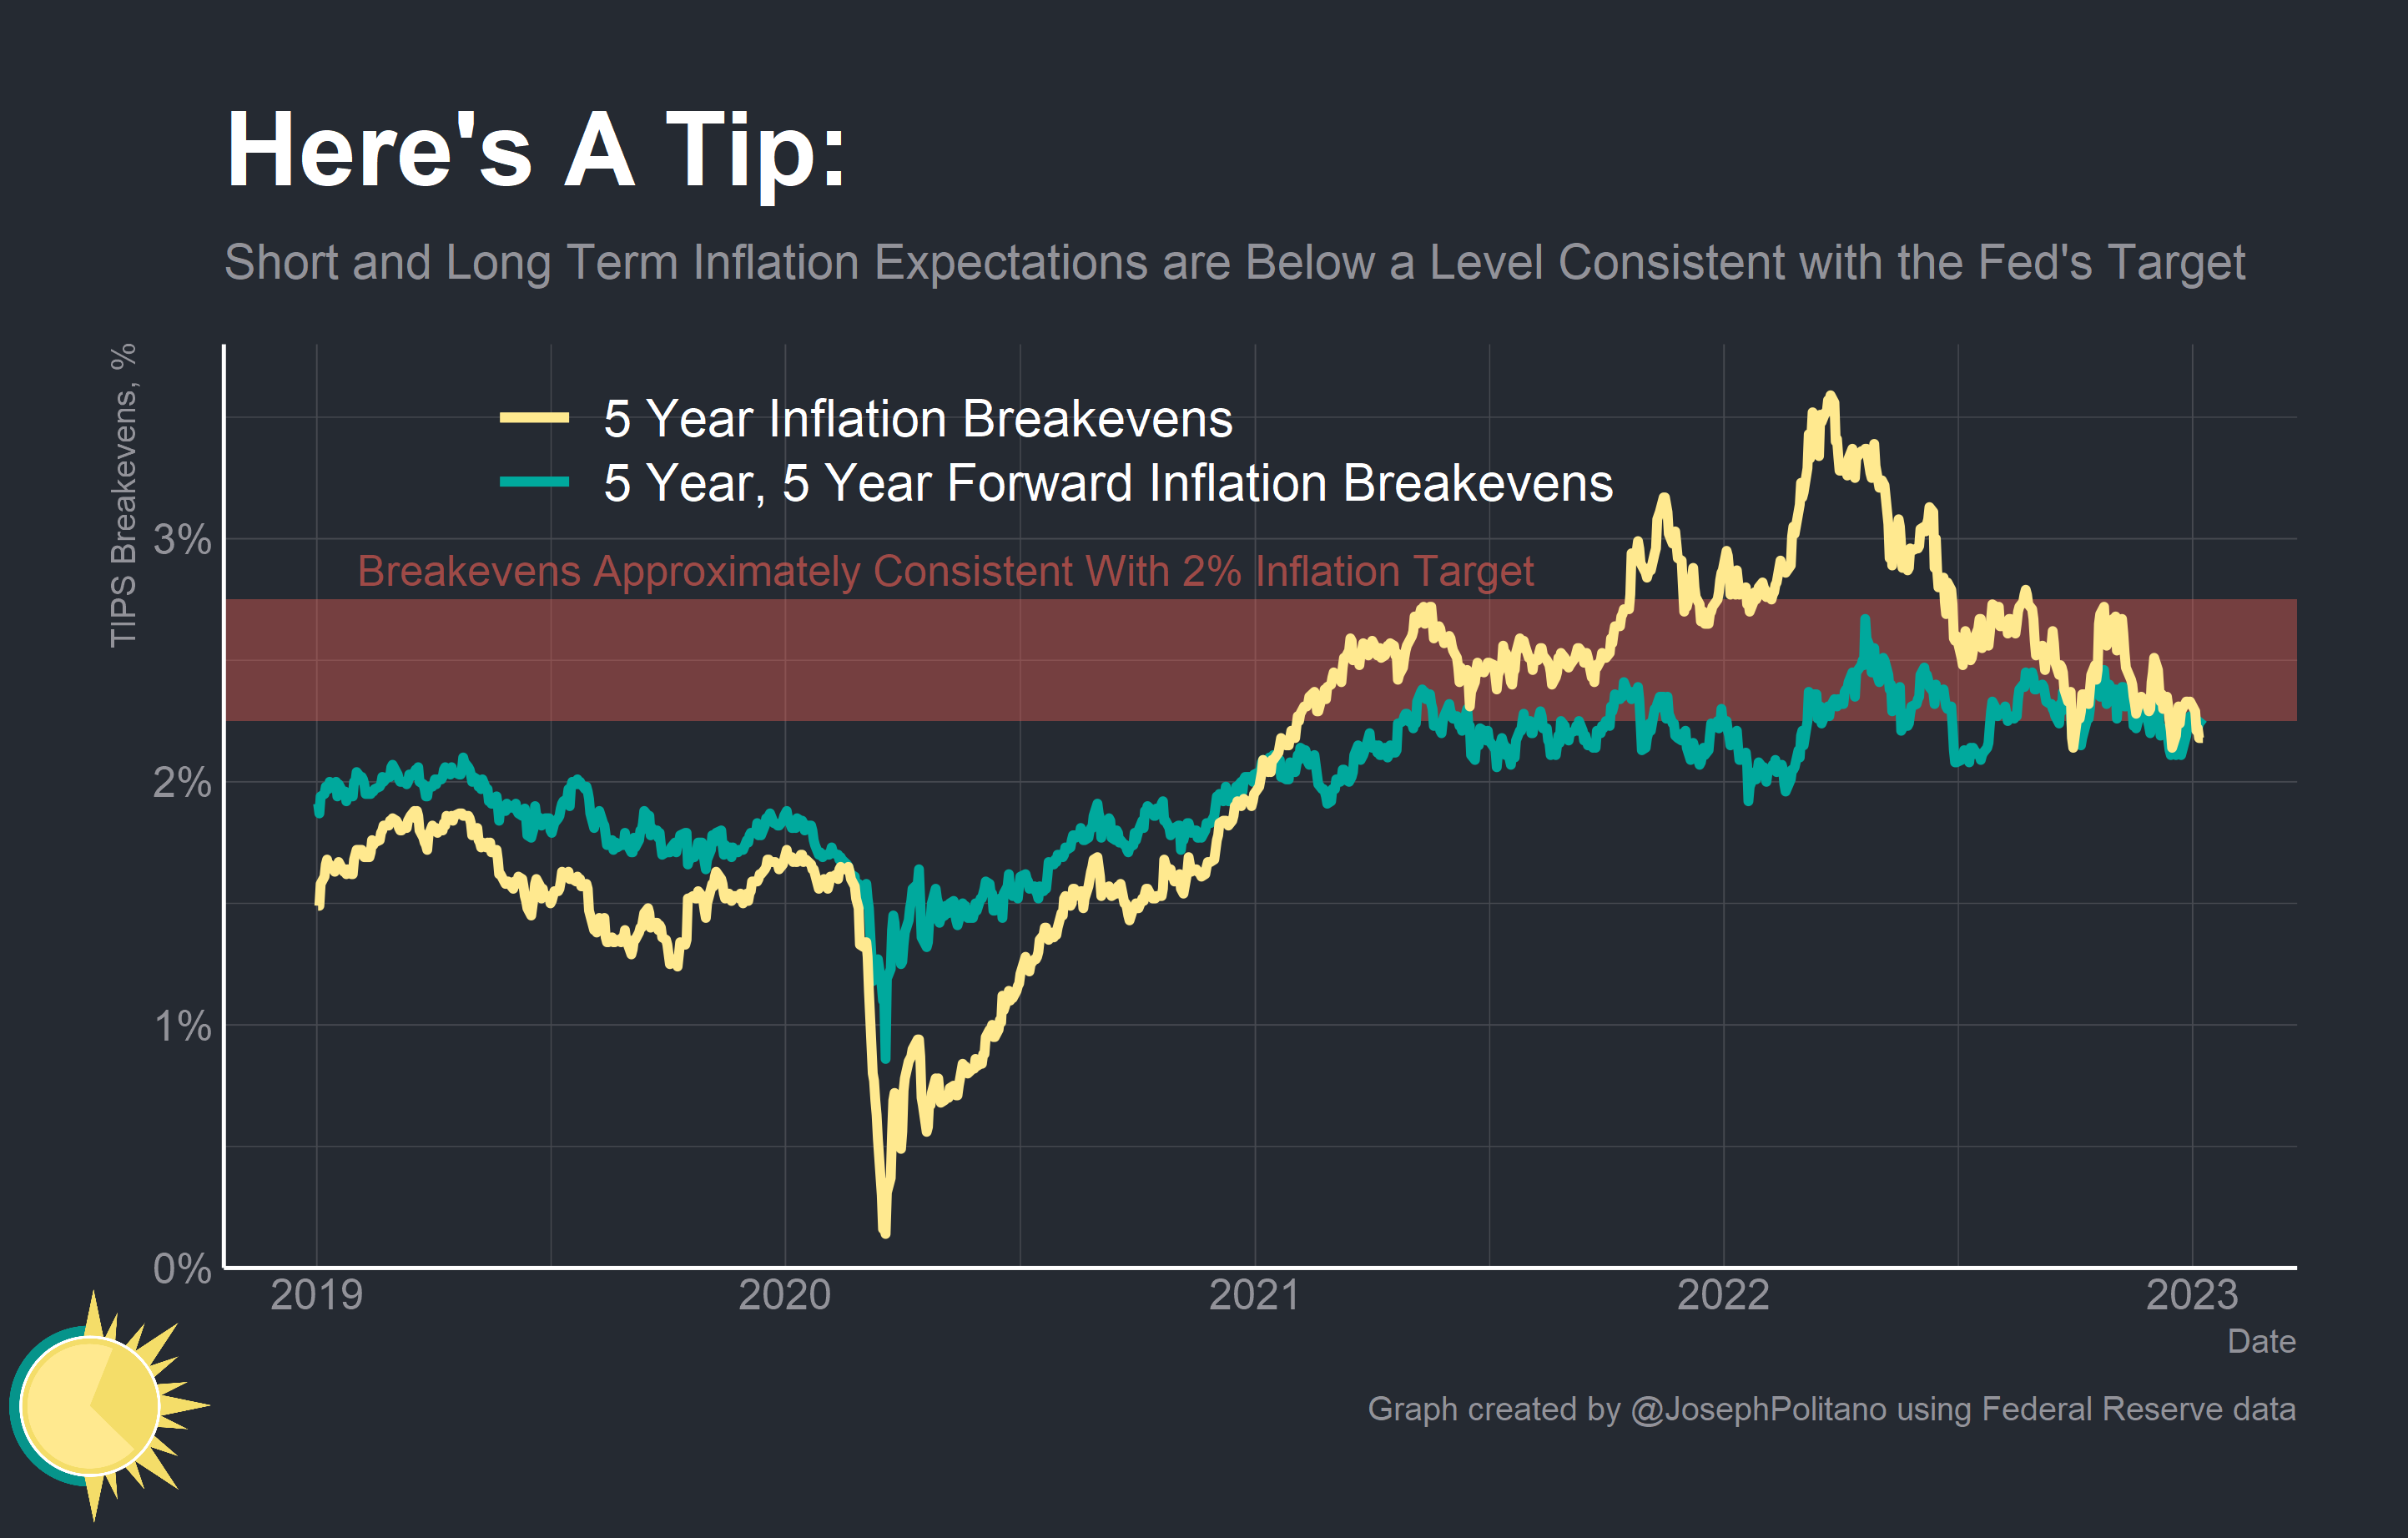 Here's A Tip:
Short and Long Term Inflation Expectations are Below a Level Consistent with the Fed's Target
TIPS Breakevens, %
5 Year Inflation Breakevens
5 Year, 5 Year Forward Inflation Breakevens
3%
Breakevens Approximately Consistent With 2% Inflation Target
2%
1%
0%
2019 2020 2021 2022 2023
Date
Graph created by @JosephPolitano using Federal Reserve data